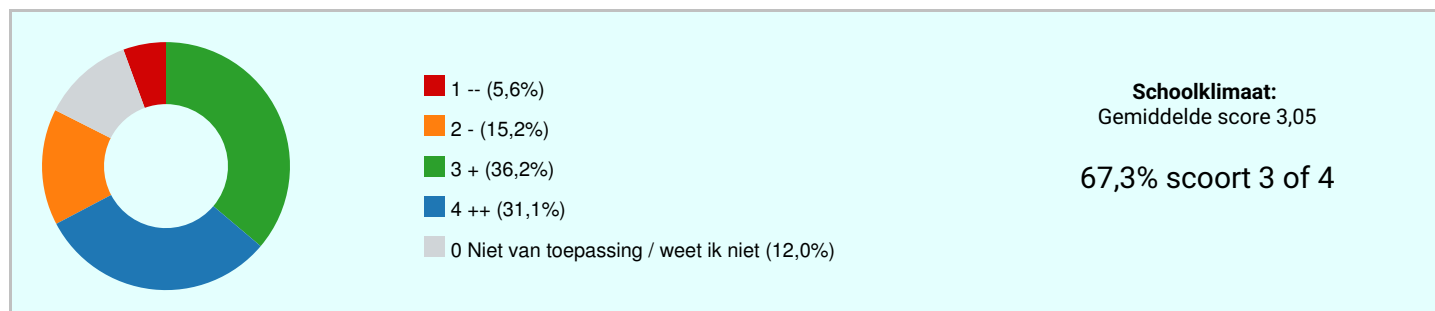 1 -- (5,6%)
2 - (15,2%)
3 + (36,2%)
4 ++ (31,1%)
0 Niet van toepassing / weet ik niet (12,0%)
Schoolklimaat:
Gemiddelde score 3,05
67,3% scoort 3 of 4